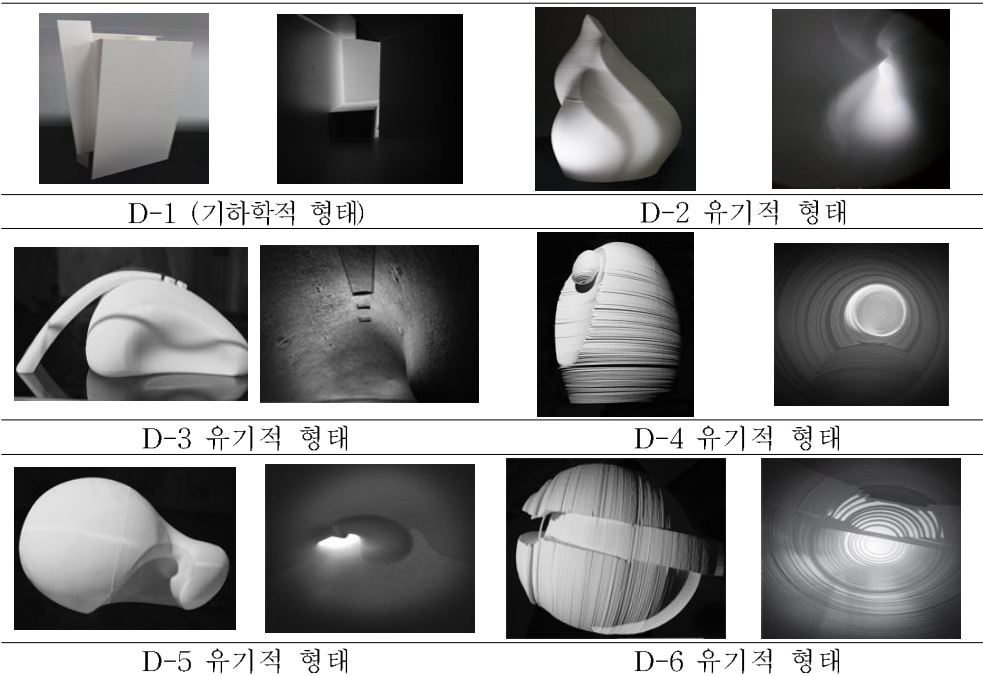 D-1 (기하학적 형태)
D-2 유기적 형태
D-3 유기적 형태
D-4 유기적 형태
D-5 유기적 형태
D-6 유기적 형태